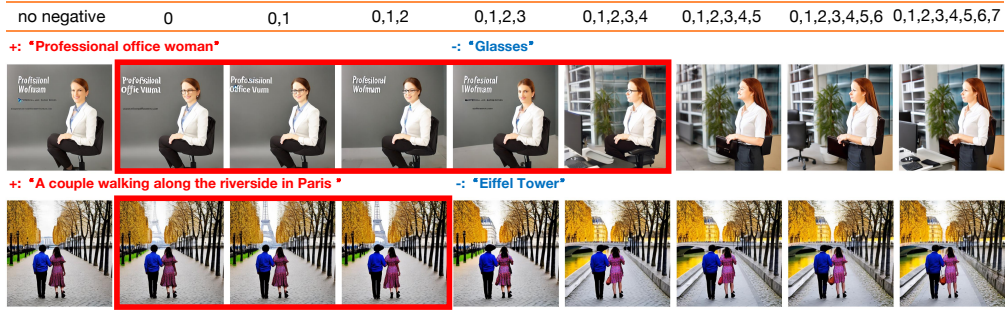 no negative 0 0,1 0,1,2 0,1,2,3 0,1,2,3,4 0,1,2,3,4,5 0,1,2,3,4,5,6 0,1,2,3,4,5,6,7
+: "Professional office woman" -: "Glasses"
+: "A couple walking along the riverside in Paris " -: "Eiffel Tower"